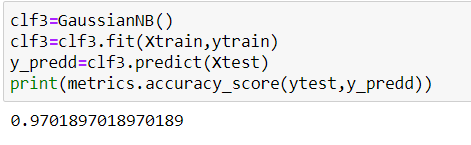 clf3=GaussianNB()
clf3=clf3.fit(Xtrain,ytrain)
y_predd=clf3.predict(Xtest)
print(metrics.accuracy_score(ytest,y_predd))
0.9701897018970189